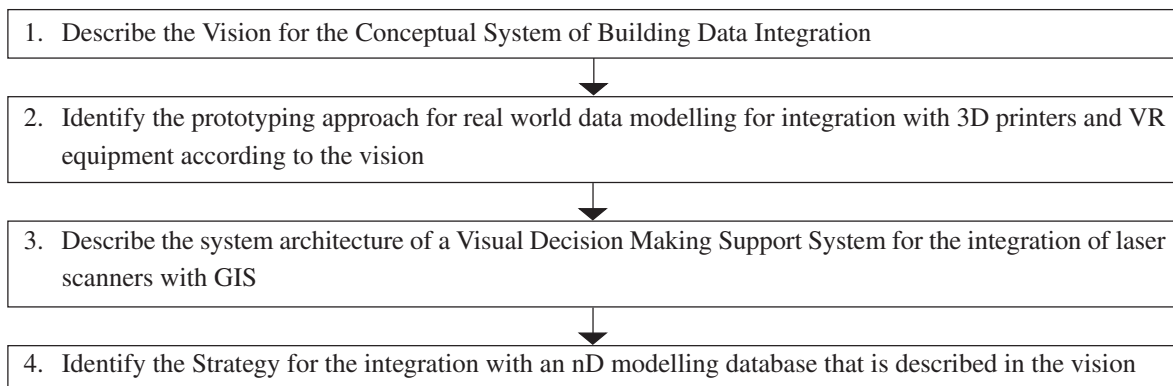 1. Describe the Vision for the Conceptual System of Building Data Integration
2. Identify the prototyping approach for real world data modelling for integration with 3D printers and VR
equipment according to the vision
3. Describe the system architecture of a Visual Decision Making Support System for the integration of laser
scanners with GIS
4. Identify the Strategy for the integration with an nD modelling database that is described in the vision